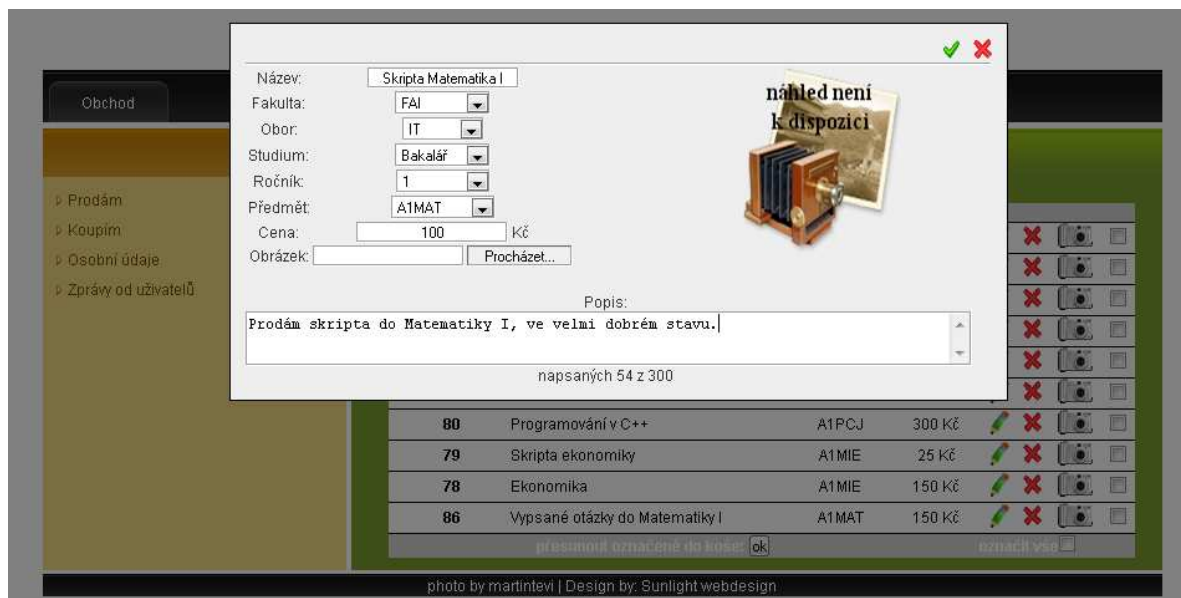 Obchod
Prodám
Koupím
Osobní údaje
Zprávy od uživatelů
Název: Skripta Matematika I
Fakulta: FAI
Obor: IT
Studium: Bakalář
Ročník: 1
Předmět: A1MAT
Cena: 100 Kč
Obrázek: Procházet...
náhled není
k dispozici
Popis:
Prodám skripta do Matematiky I, ve velmi dobrém stavu.
napsaných 54 z 300
80 Programování v C++ A1PCJ 300 Kč
79 Skripta ekonomiky A1MIE 25 Kč
78 Ekonomika A1MIE 150 Kč
86 Vypsané otázky do Matematiky I A1MAT 150 Kč
přesunout označené do koše: ok označit vše
photo by martintevi | Design by: Sunlight webdesign